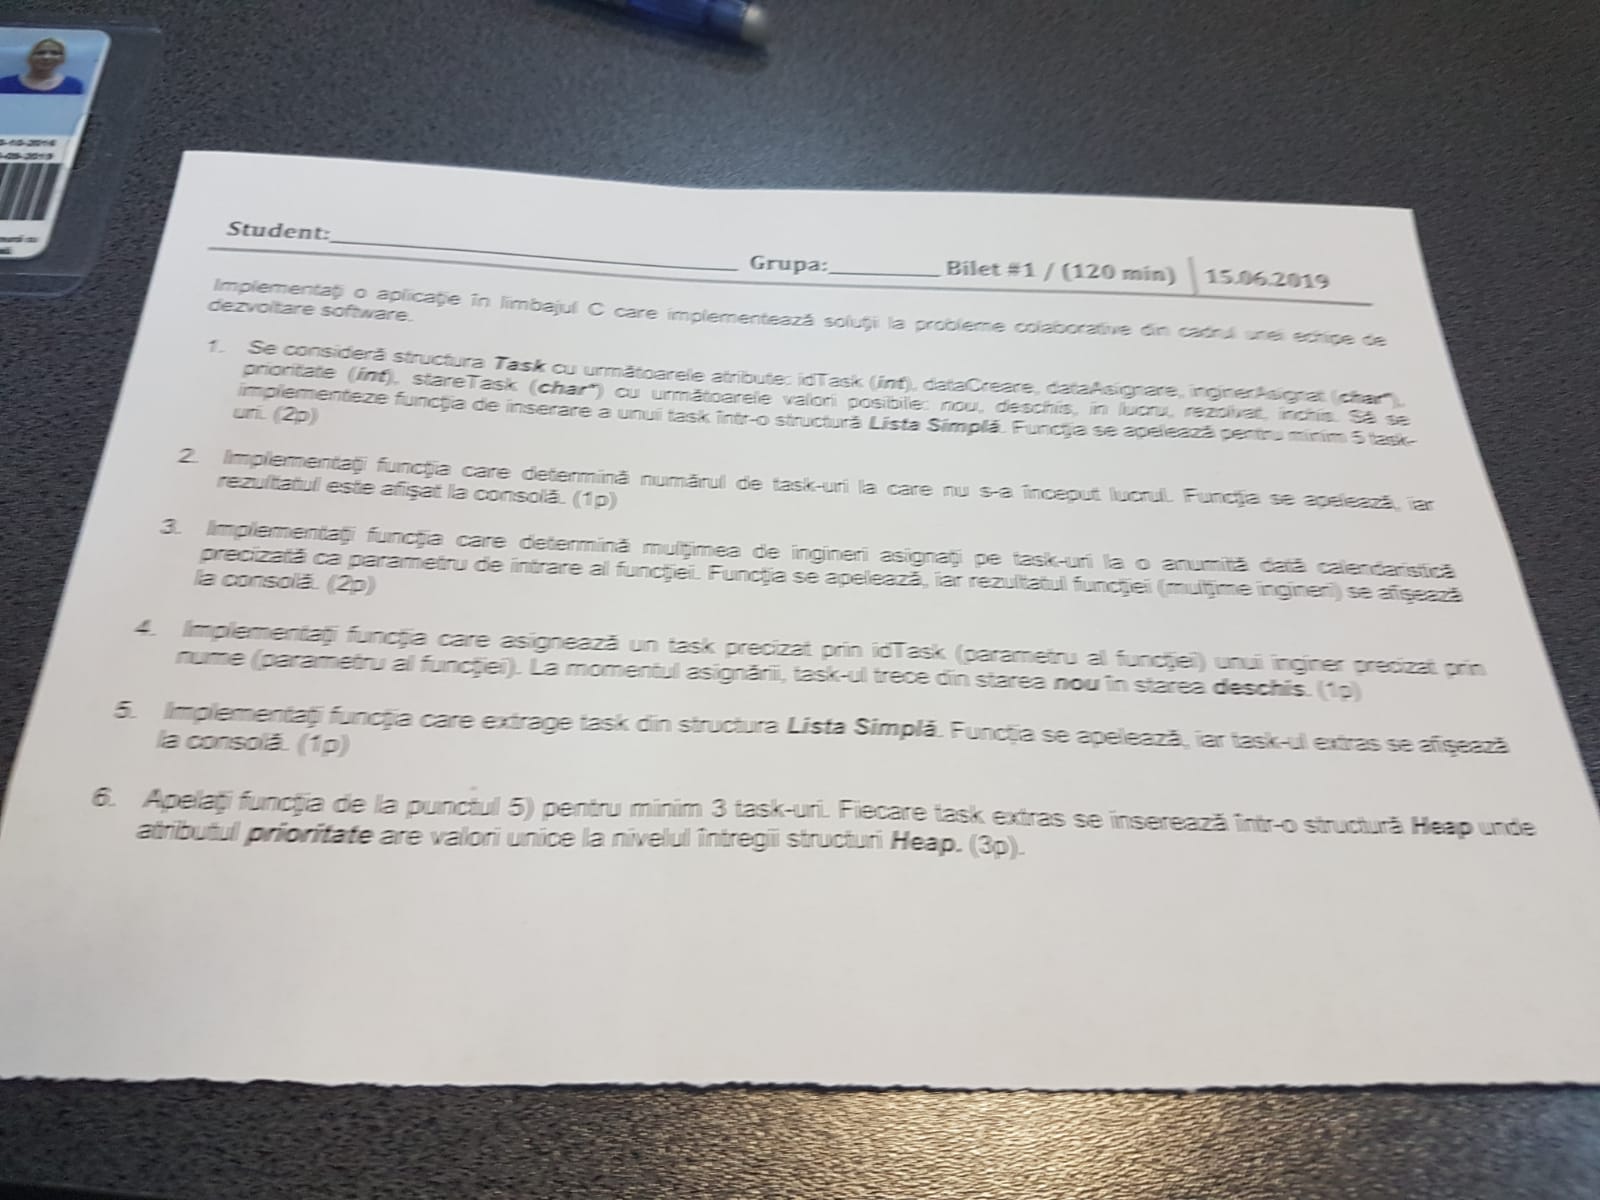 Student:____________ Grupa:________ Bilet #1 / (120 min) | 15.06.2019
Implementați o aplicație în limbajul C care implementează soluții la probleme colaborative din cadrul unei echipe de
dezvoltare software.
1. Se consideră structura Task cu următoarele atribute: idTask (int), dataCreare, dataAsignare, inginerAsignat (char*),
prioritate (int), stareTask (char*) cu următoarele valori posibile: nou, deschis, in lucru, rezolvat, inchis. Să se
implementeze funcția de inserare a unui task într-o structură Lista Simplă. Funcția se apelează pentru minim 5 task-
uri. (2p)
2. Implementați funcția care determină numărul de task-uri la care nu s-a început lucrul. Funcția se apelează, iar
rezultatul este afișat la consolă. (1p)
3. Implementați funcția care determină mulțimea de ingineri asignați pe task-uri la o anumită dată calendaristică
precizată ca parametru de intrare al funcției. Funcția se apelează, iar rezultatul funcției (mulțime ingineri) se afișează
la consolă. (2p)
4. Implementați funcția care asignează un task precizat prin idTask (parametru al funcției) unui inginer precizat prin
nume (parametru al funcției). La momentul asignării, task-ul trece din starea nou în starea deschis. (1p)
5. Implementați funcția care extrage task din structura Lista Simplă. Funcția se apelează, iar task-ul extras se afișează
la consolă. (1p)
6. Apelați funcția de la punctul 5) pentru minim 3 task-uri. Fiecare task extras se inserează într-o structură Heap unde
atributul prioritate are valori unice la nivelul întregii structuri Heap. (3p).